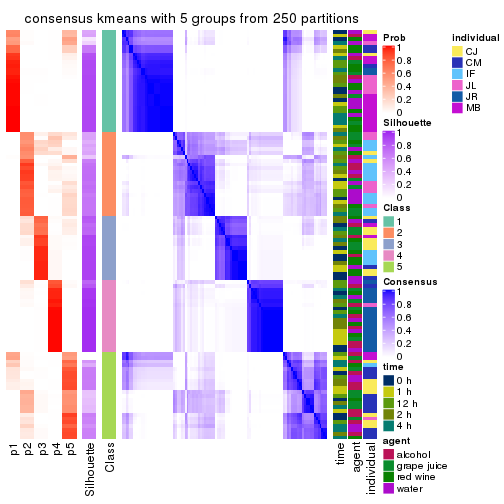 consensus kmeans with 5 groups from 250 partitions
p1
p2
p3
p4
p5
Silhouette
Class
time
agent
individual
Prob
1
0.8
0.6
0.4
0.2
0
Silhouette
1
0.8
0.6
0.4
0.2
0
Class
1
2
3
4
5
Consensus
1
0.8
0.6
0.4
0.2
0
time
0 h
1 h
12 h
2 h
4 h
agent
alcohol
grape juice
red wine
water
individual
CJ
CM
IF
JL
JR
MB